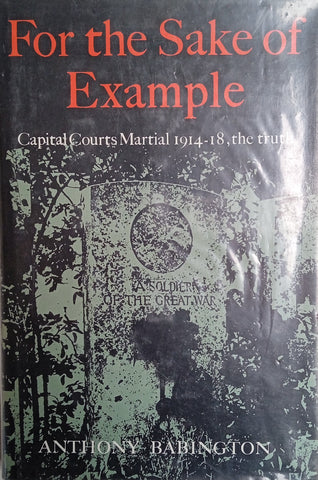 For the Sake of
Example
Capital Courts Martial 1914-18, the truth
A SOLDIER
OF THE GREAT WAR
ANTHONY BABINGTON